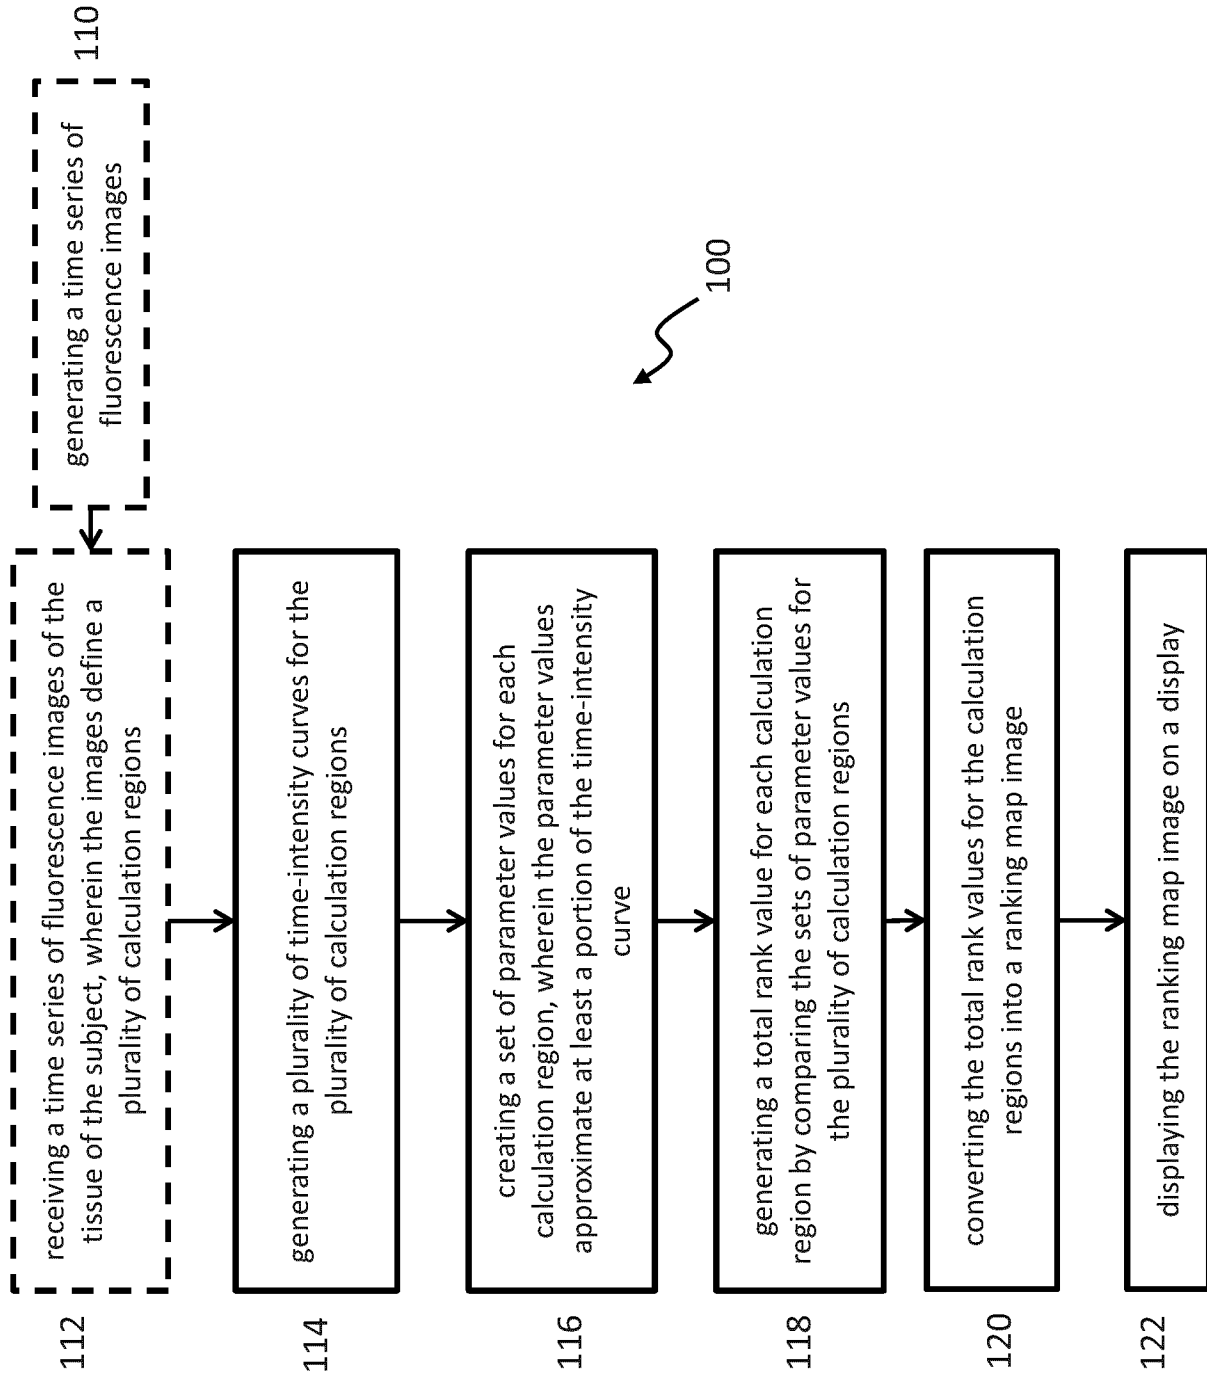 110
generating a time series of
fluorescence images
112
receiving a time series of fluorescence images of the
tissue of the subject, wherein the images define a
plurality of calculation regions
114
generating a plurality of time-intensity curves for the
plurality of calculation regions
100
116
creating a set of parameter values for each
calculation region, wherein the parameter values
approximate at least a portion of the time-intensity
curve
118
generating a total rank value for each calculation
region by comparing the sets of parameter values for
the plurality of calculation regions
120
converting the total rank values for the calculation
regions into a ranking map image
122
displaying the ranking map image on a display